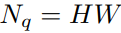 N_q = HW